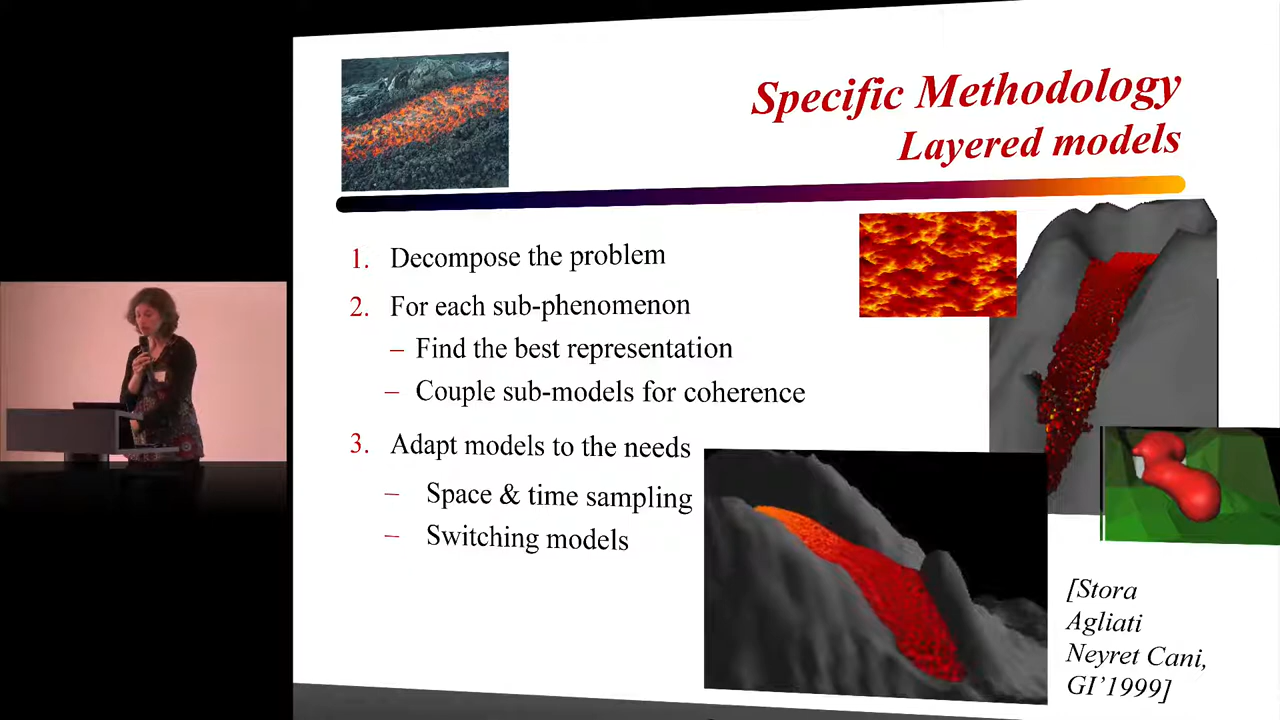 Specific Methodology
Layered models
1. Decompose the problem
2. For each sub-phenomenon
– Find the best representation
– Couple sub-models for coherence
3. Adapt models to the needs
– Space & time sampling
– Switching models
[Stora
Agliati
Neyret Cani,
GI’1999]